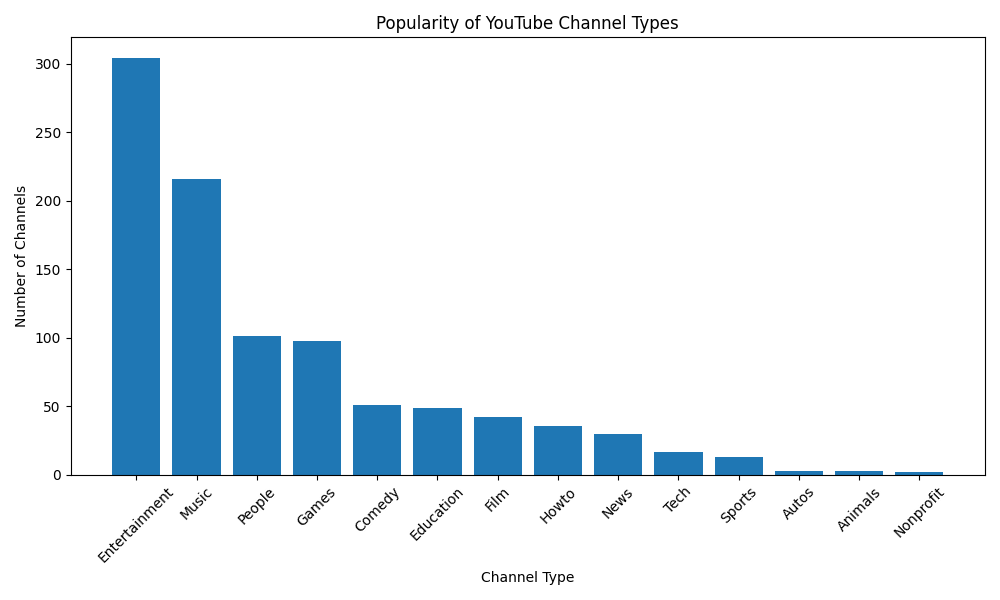 Popularity of YouTube Channel Types
Number of Channels
300
250
200
150
100
50
0
Entertainment
Music
People
Games
Comedy
Education
Film
Howto
News
Tech
Sports
Autos
Animals
Nonprofit
Channel Type